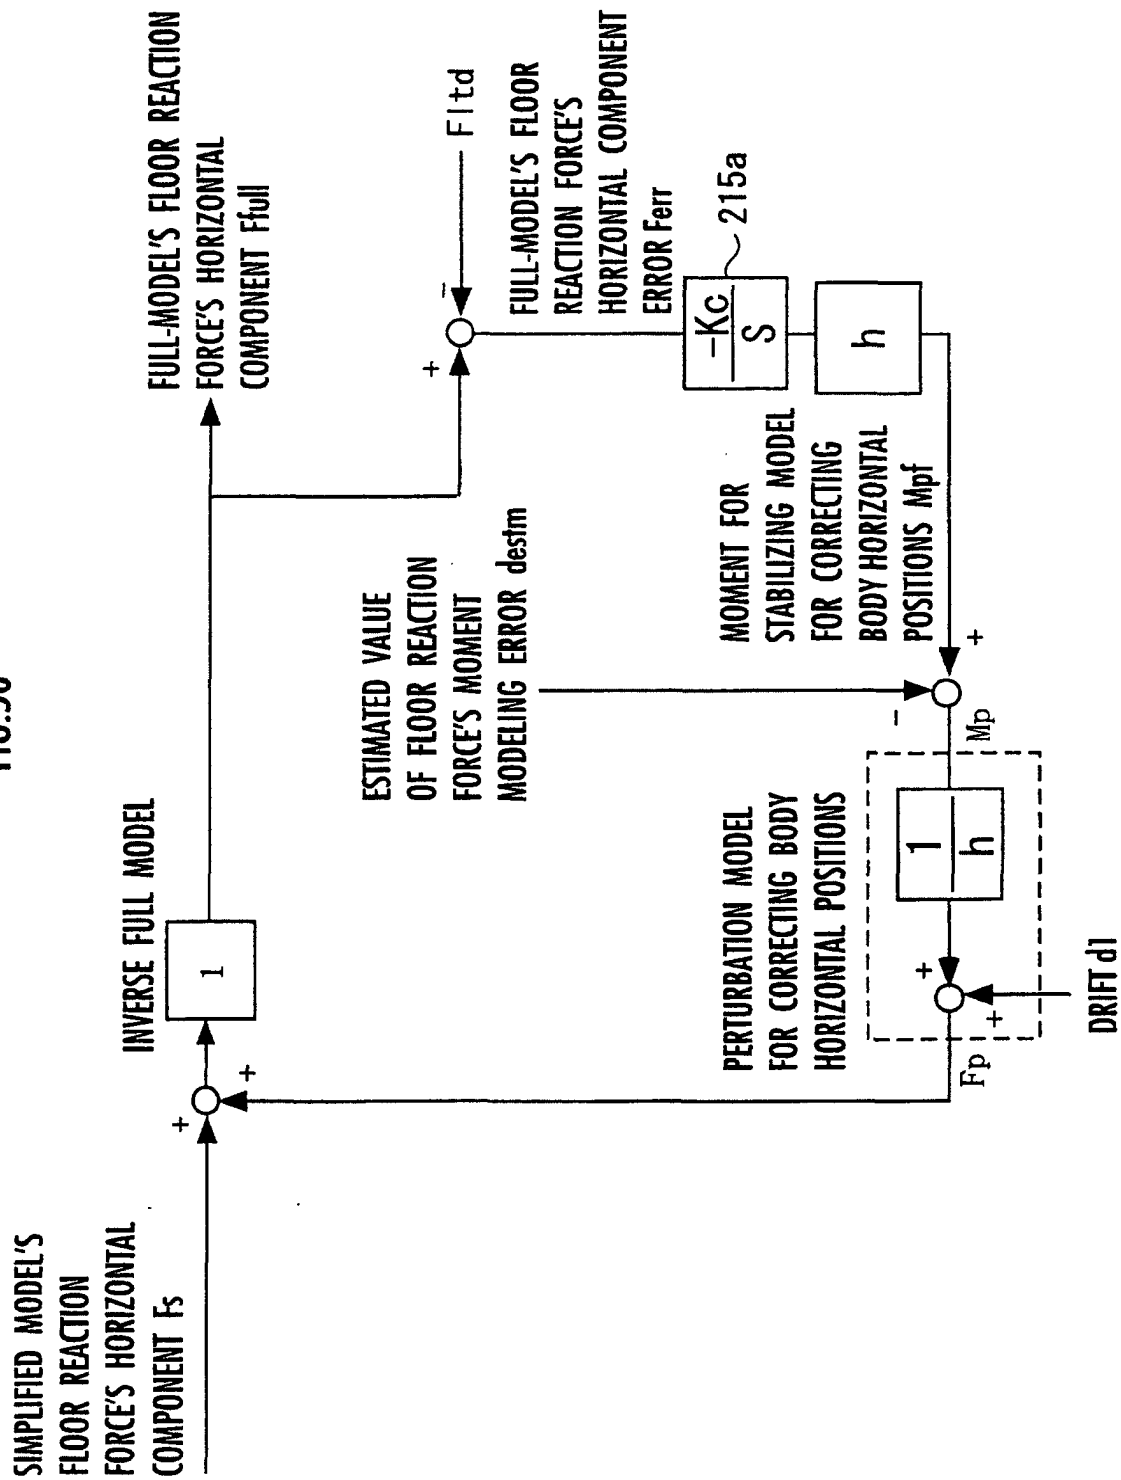 SIMPLIFIED MODEL'S
FLOOR REACTION
FORCE'S HORIZONTAL
COMPONENT Fs
+
+
INVERSE FULL MODEL
1
FULL-MODEL'S FLOOR REACTION
FORCE'S HORIZONTAL
COMPONENT Ffull
+
-
Fltd
FULL-MODEL'S FLOOR
REACTION FORCE'S
HORIZONTAL COMPONENT
ERROR Ferr
-Kc
S
215a
h
MOMENT FOR
STABILIZING MODEL
FOR CORRECTING
BODY HORIZONTAL
POSITIONS Mpf
+
-
ESTIMATED VALUE
OF FLOOR REACTION
FORCE'S MOMENT
MODELING ERROR destm
Mp
PERTURBATION MODEL
FOR CORRECTING BODY
HORIZONTAL POSITIONS
1
h
+
+
DRIFT d1
Fp